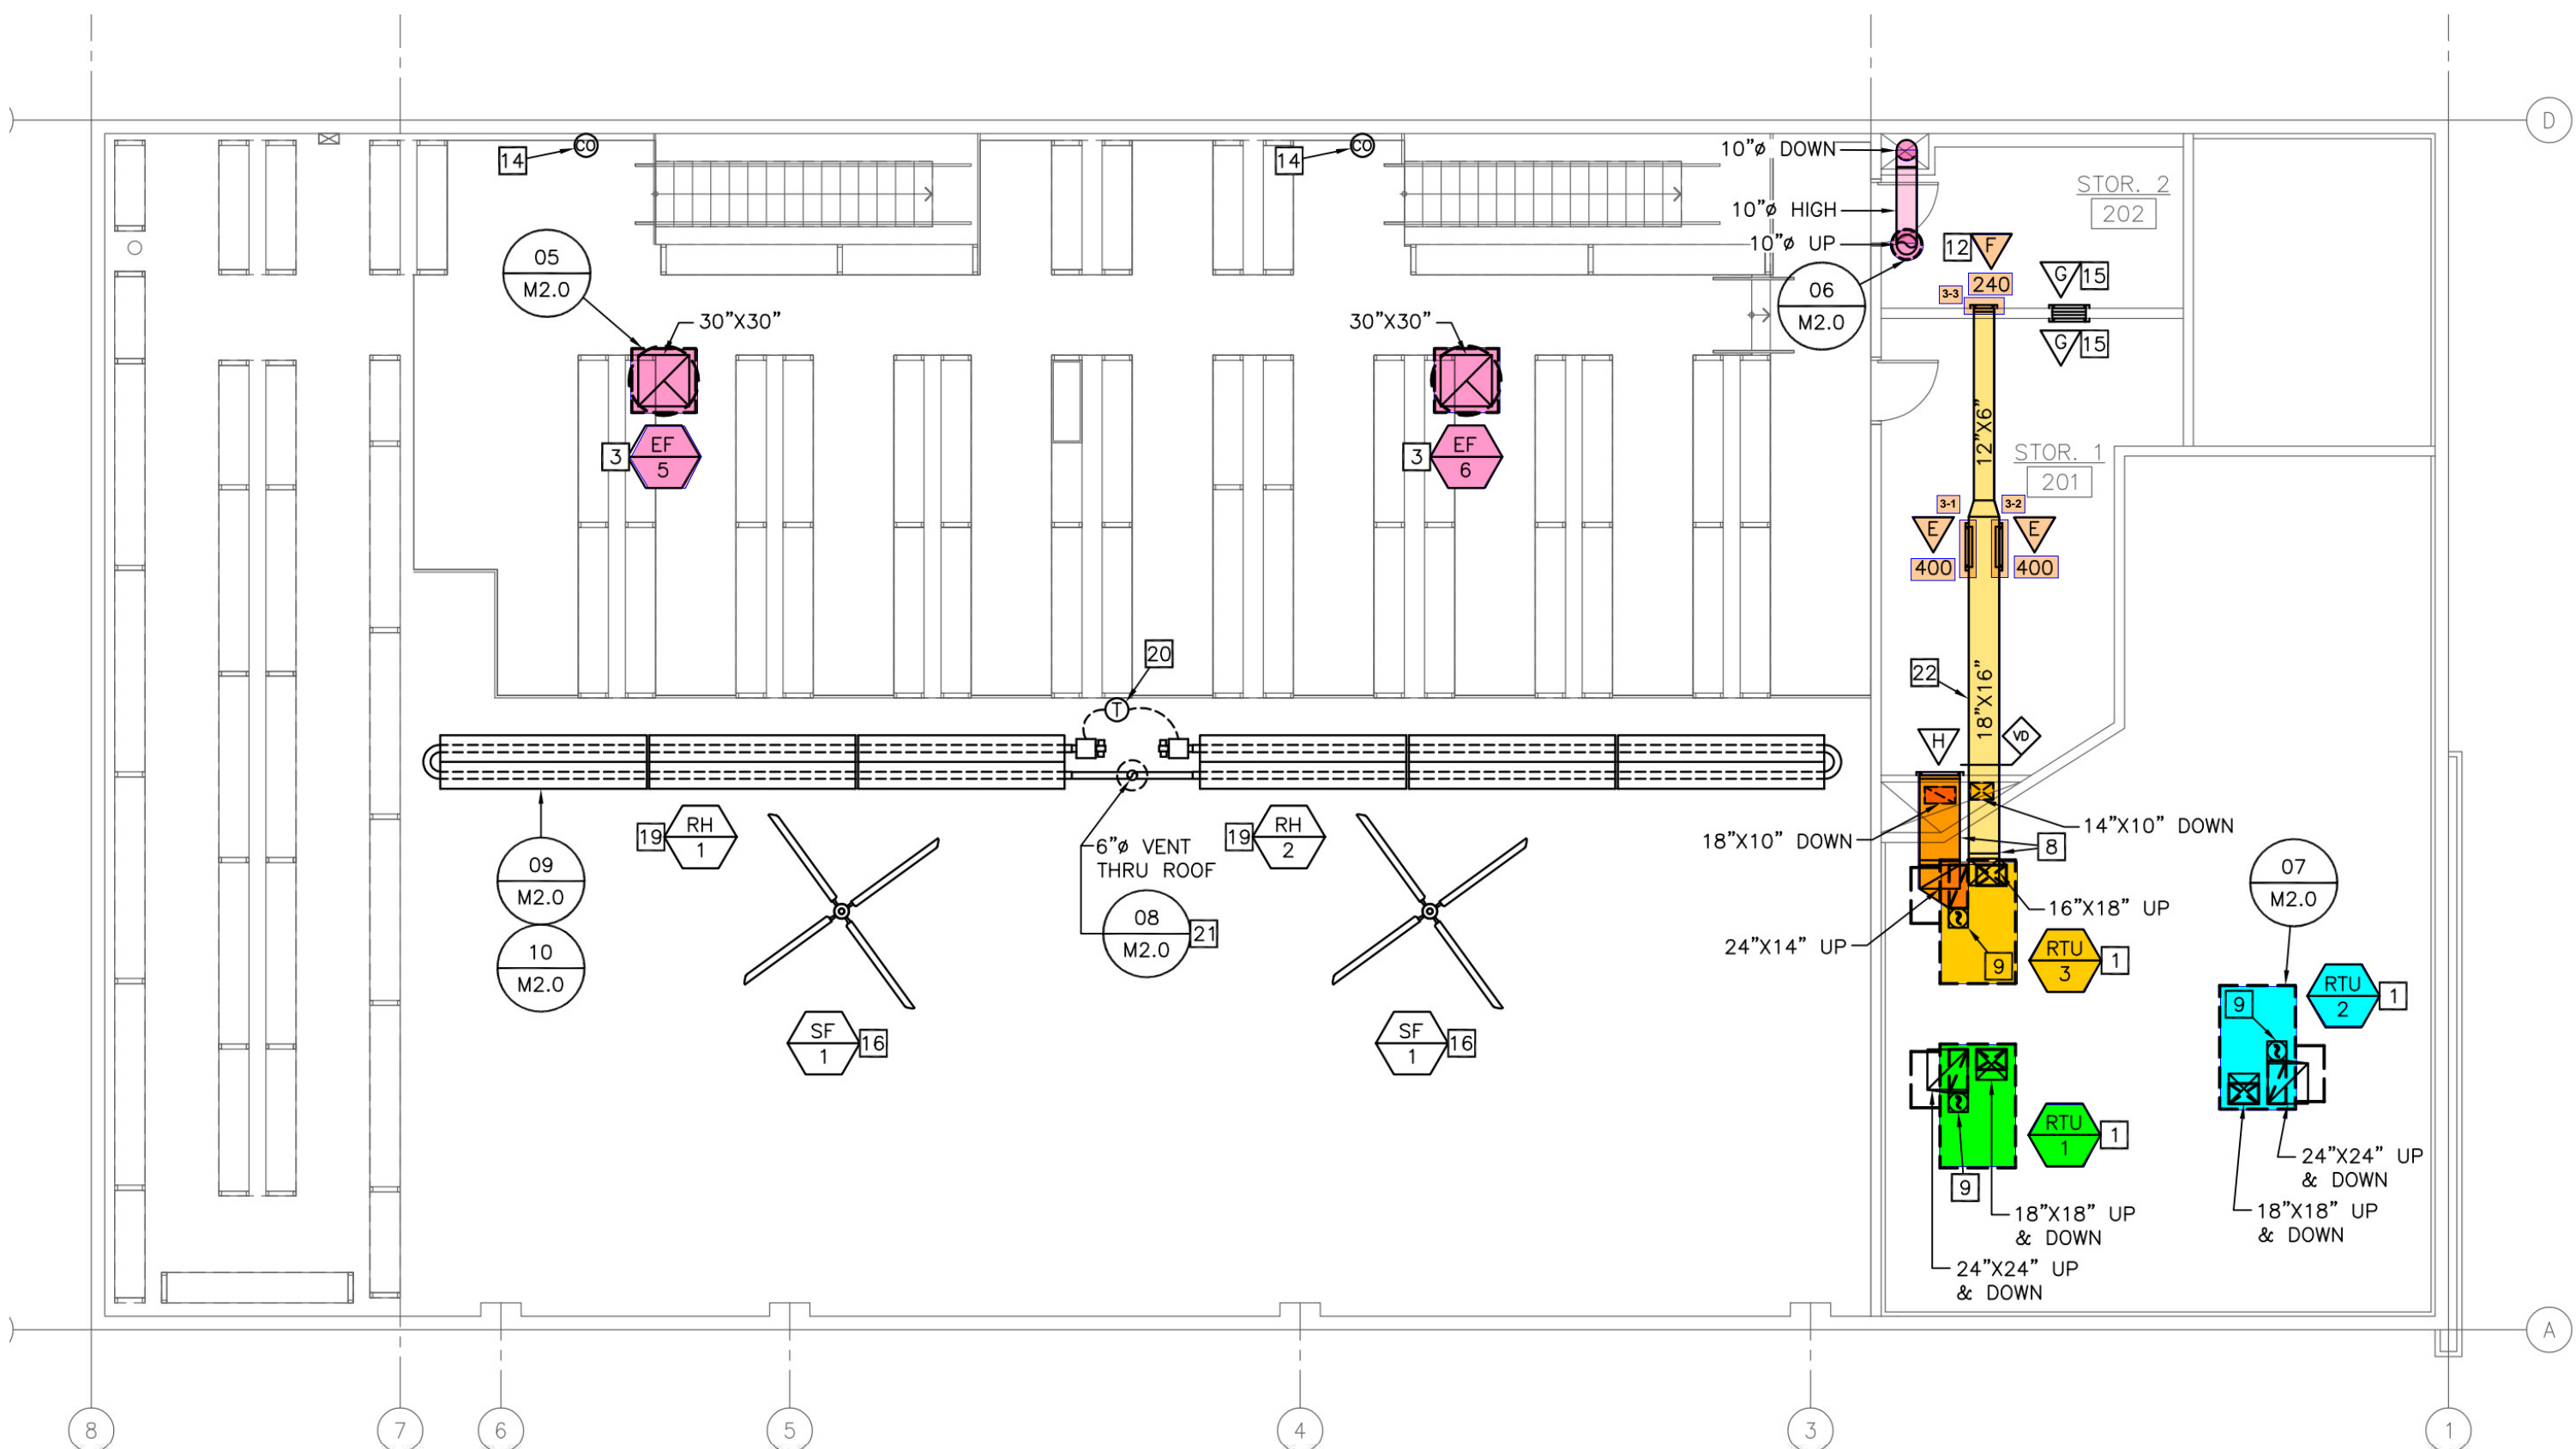 D
14
CO
14
CO
10"ø DOWN
STOR. 2
202
10"ø HIGH
10"ø UP
12
F
240
3-3
G
15
05
M2.0
06
M2.0
30"X30"
30"X30"
G
15
3
EF
5
3
EF
6
12"X6"
STOR. 1
201
3-1
3-2
E
E
400
400
20
T
22
18"X16"
H
VD
19
RH
1
19
RH
2
6"ø VENT
THRU ROOF
18"X10" DOWN
14"X10" DOWN
8
09
M2.0
10
M2.0
08
M2.0
21
07
M2.0
16"X18" UP
24"X14" UP
9
RTU
3
1
9
RTU
2
1
SF
1
16
SF
1
16
RTU
1
1
9
24"X24" UP
& DOWN
18"X18" UP
& DOWN
18"X18" UP
& DOWN
24"X24" UP
& DOWN
A
8
7
6
5
4
3
1